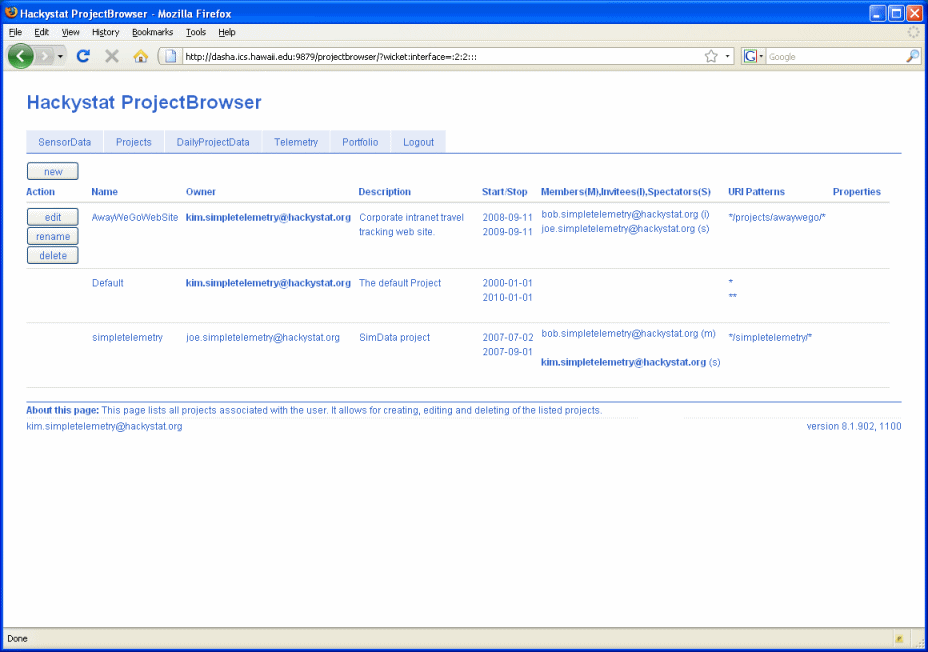 Hackystat ProjectBrowser - Mozilla Firefox
File Edit View History Bookmarks Tools Help
http://dasha.ics.hawaii.edu:9879/projectbrowser/?wicket:interface=:2:2::: G Google
Hackystat ProjectBrowser
SensorData Projects DailyProjectData Telemetry Portfolio Logout
new
Action Name Owner Description Start/Stop Members(M),Invitees(I),Spectators(S) URI Patterns Properties
edit AwayWeGoWebSite kim.simpletelemetry@hackystat.org Corporate intranet travel 2008-09-11 bob.simpletelemetry@hackystat.org (i) */projects/awaywego/*
rename tracking web site. 2009-09-11 joe.simpletelemetry@hackystat.org (s)
delete
Default kim.simpletelemetry@hackystat.org The default Project 2000-01-01 *
2010-01-01 **
simpletelemetry joe.simpletelemetry@hackystat.org SimData project 2007-07-02 bob.simpletelemetry@hackystat.org (m) */simpletelemetry/*
2007-09-01
kim.simpletelemetry@hackystat.org (s)
About this page: This page lists all projects associated with the user. It allows for creating, editing and deleting of the listed projects.
kim.simpletelemetry@hackystat.org version 8.1.902, 1100
Done